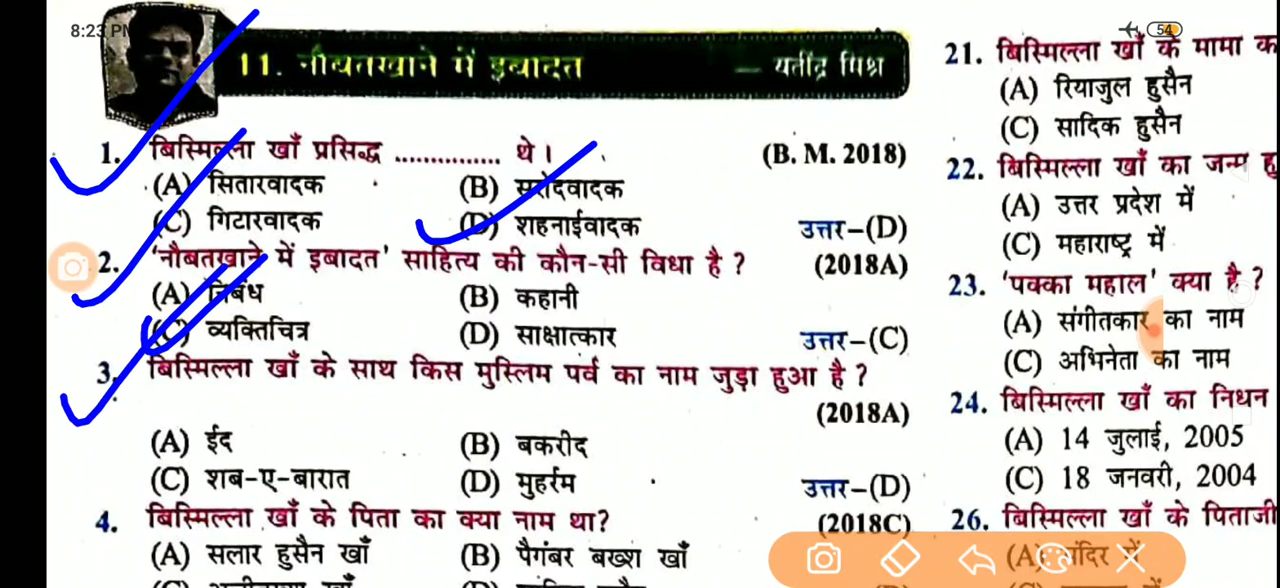 8:23 PM
54
11. नौबतखाने में इबादत — यतींद्र मिश्र
1. बिस्मिल्ला खाँ प्रसिद्ध ............... थे। (B. M. 2018)
(A) सितारवादक (B) सरोदवादक
(C) गिटारवादक (D) शहनाईवादक उत्तर–(D)
2. 'नौबतखाने में इबादत' साहित्य की कौन-सी विधा है ? (2018A)
(A) निबंध (B) कहानी
(C) व्यक्तिचित्र (D) साक्षात्कार उत्तर–(C)
3. बिस्मिल्ला खाँ के साथ किस मुस्लिम पर्व का नाम जुड़ा हुआ है ?
(2018A)
(A) ईद (B) बकरीद
(C) शब-ए-बारात (D) मुहर्रम उत्तर–(D)
4. बिस्मिल्ला खाँ के पिता का क्या नाम था? (2018C)
(A) सलार हुसैन खाँ (B) पैगंबर बख्श खाँ
21. बिस्मिल्ला खाँ के मामा
(A) रियाजुल हुसैन
(C) सादिक हुसैन
22. बिस्मिल्ला खाँ का जन्म
(A) उत्तर प्रदेश में
(C) महाराष्ट्र में
23. 'पक्का महाल' क्या है ?
(A) संगीतकार का नाम
(C) अभिनेता का नाम
24. बिस्मिल्ला खाँ का निधन
(A) 14 जुलाई, 2005
(C) 18 जनवरी, 2004
26. बिस्मिल्ला खाँ के पिताजी
(A) मंदिर में